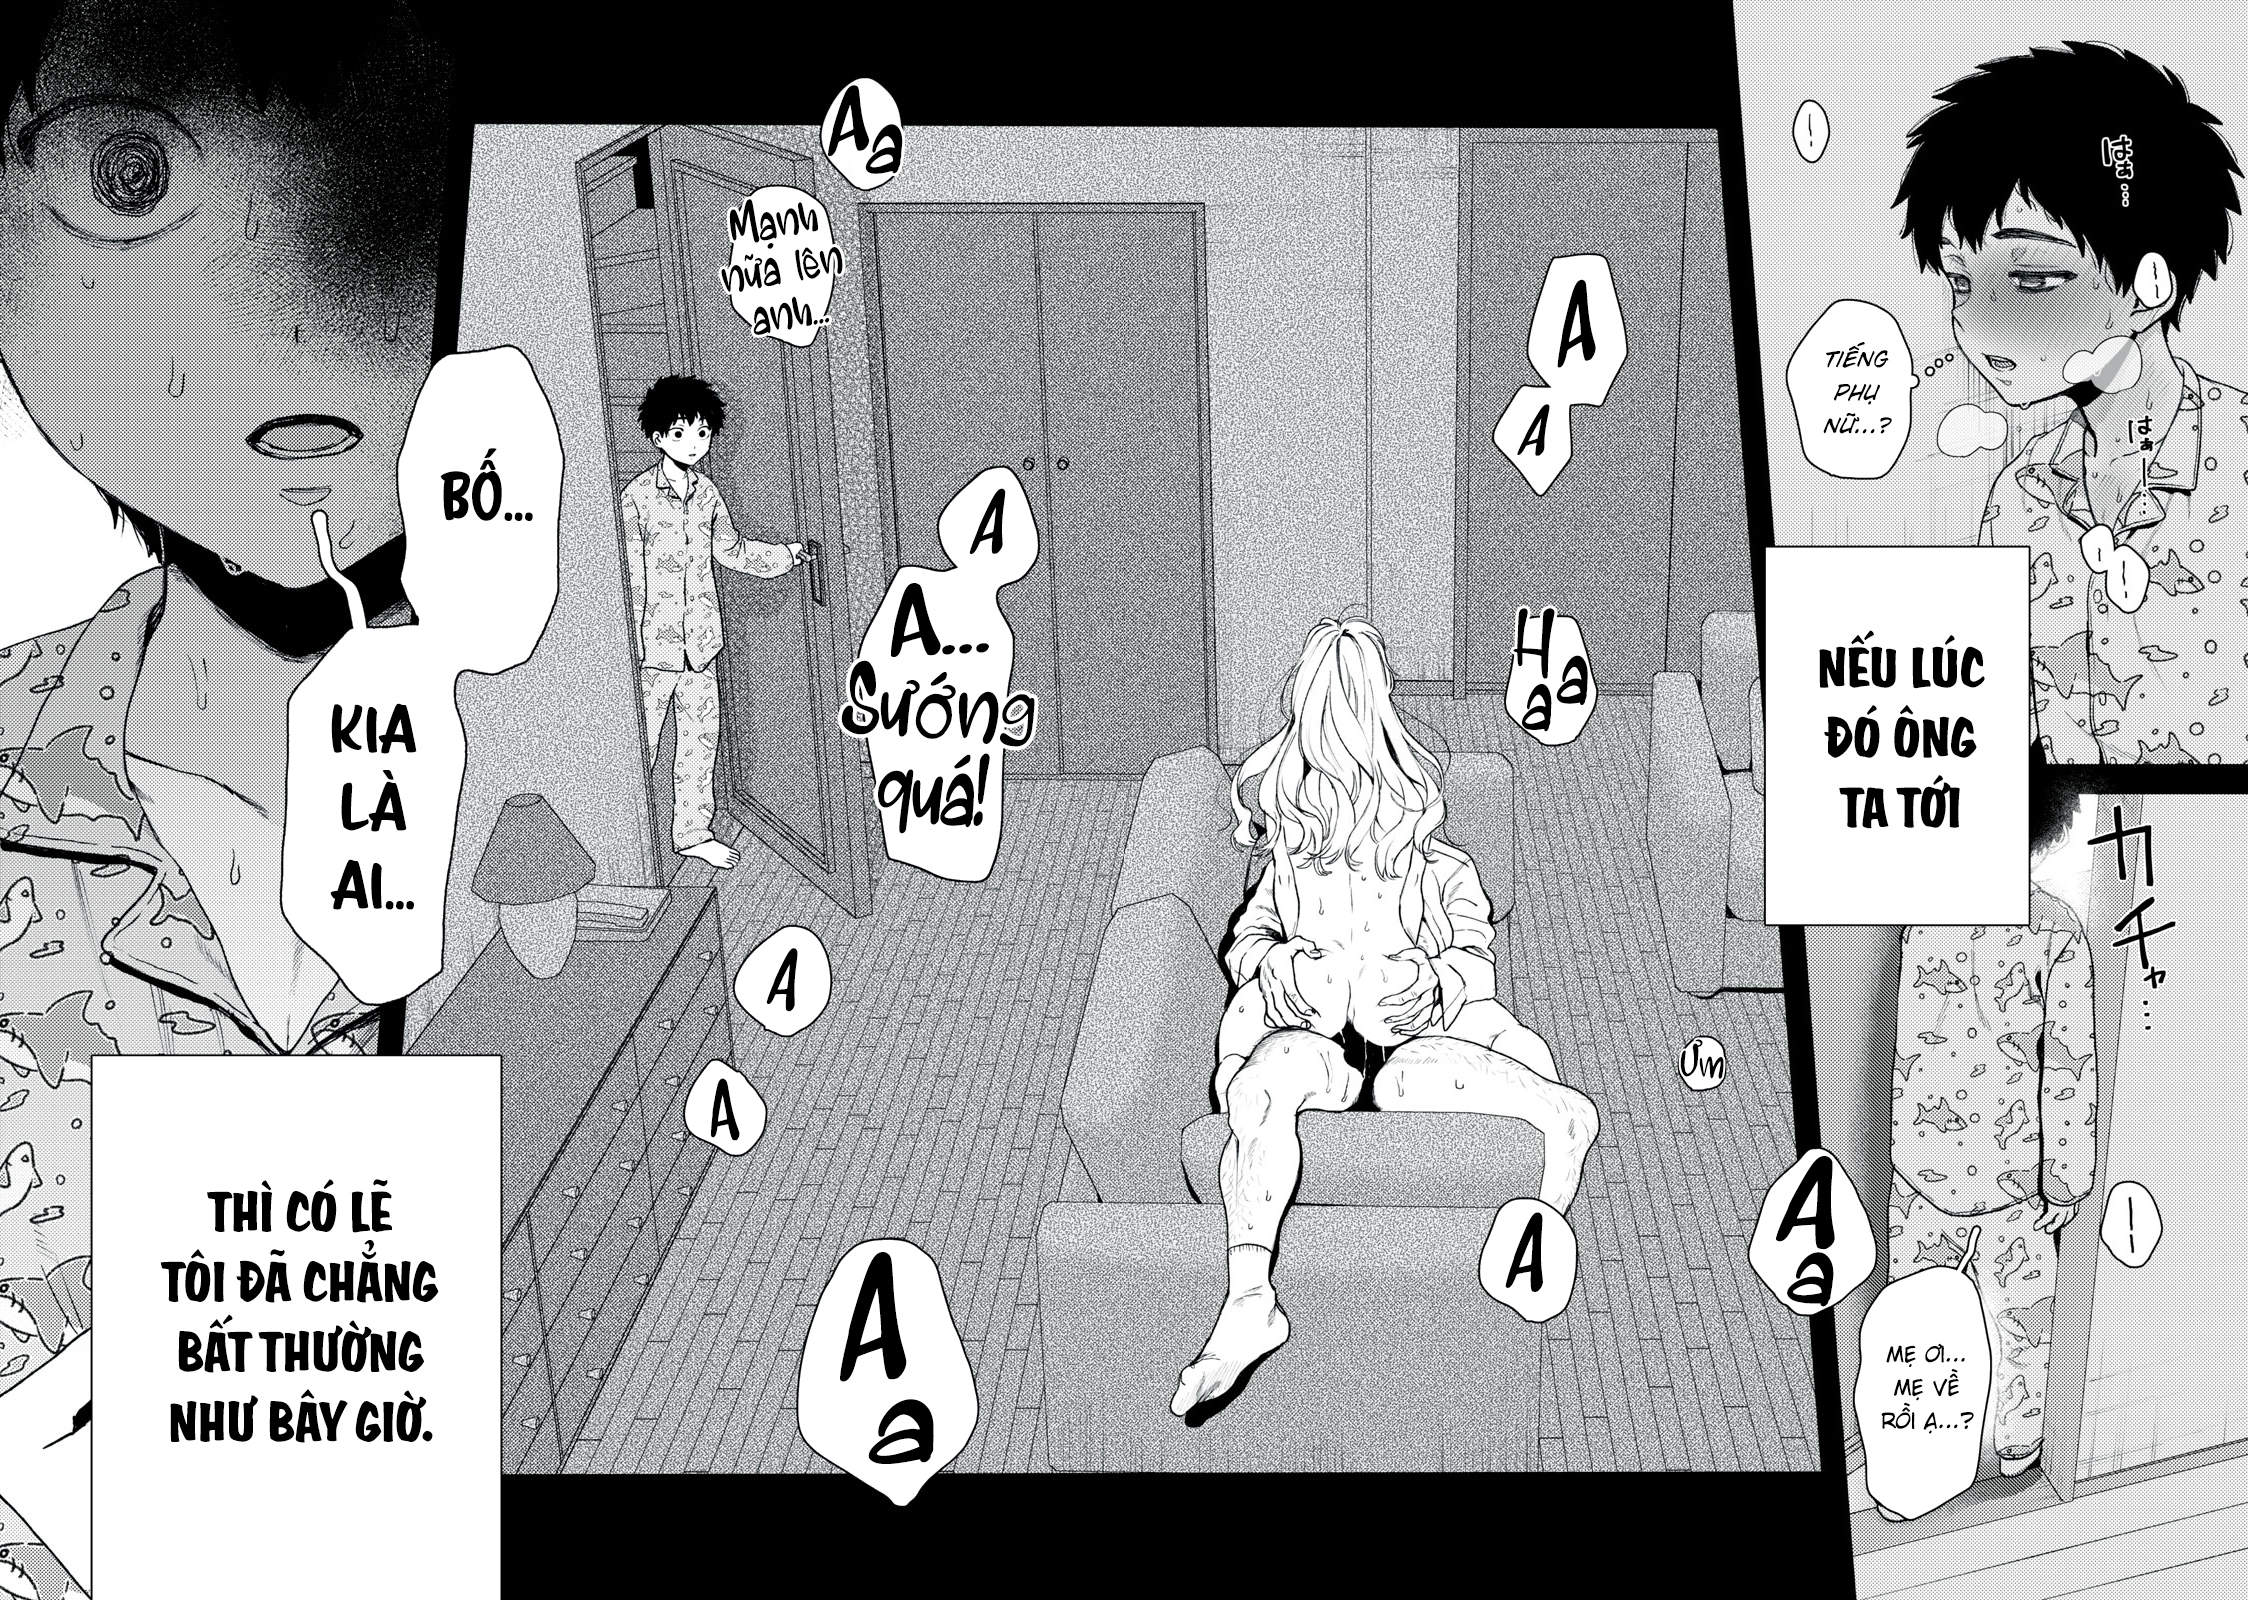 はぁ…
TIẾNG
PHỤ
NỮ...?
はぁー…
NẾU LÚC
ĐÓ ÔNG
TA TỚI
カチャ…
MẸ ƠI...
MẸ VỀ
RỒI Ạ...?
Aa
Mạnh
nữa lên
anh...
A
A
A
A...
Sướng
quá!
Haa
A
A
Ưm
A
Aa
Aa
BỐ...
KIA
LÀ
AI...
THÌ CÓ LẼ
TÔI ĐÃ CHẲNG
BẤT THƯỜNG
NHƯ BÂY GIỜ.